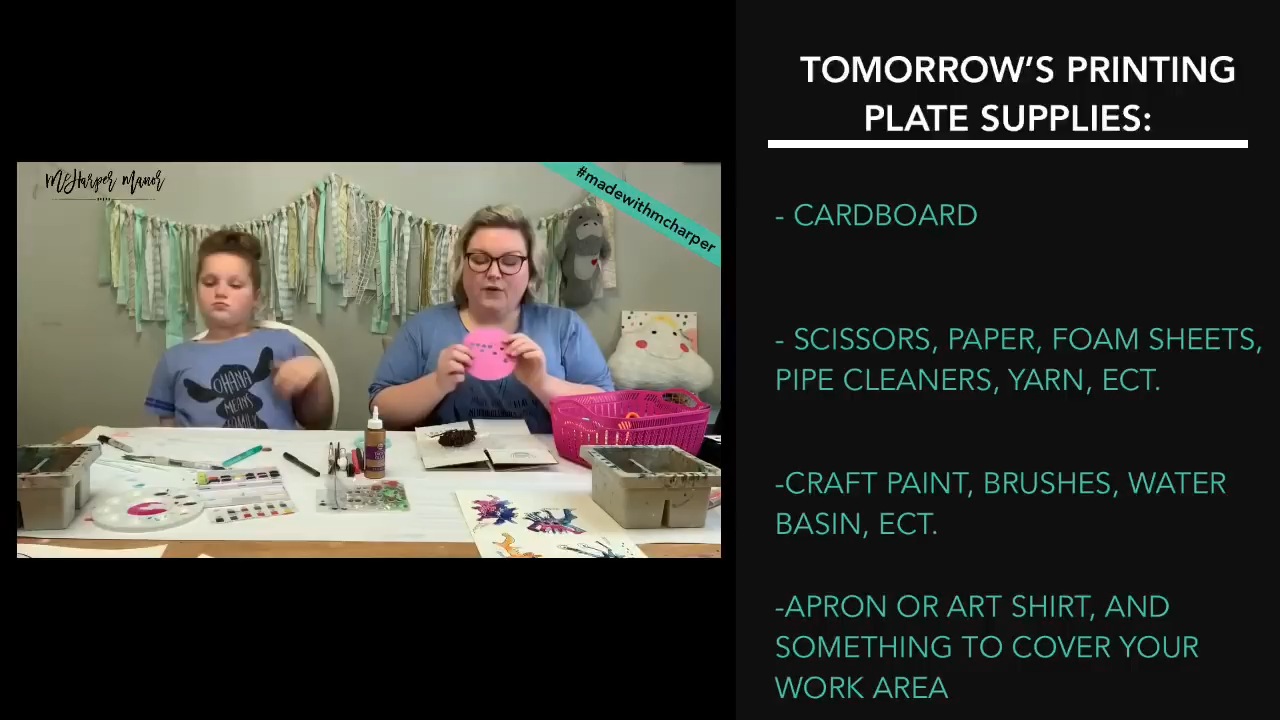 McHarper Manor
#madewithmcharper
OHANA
MEANS
FAMILY
TOMORROW'S PRINTING
PLATE SUPPLIES:
- CARDBOARD
- SCISSORS, PAPER, FOAM SHEETS,
PIPE CLEANERS, YARN, ECT.
-CRAFT PAINT, BRUSHES, WATER
BASIN, ECT.
-APRON OR ART SHIRT, AND
SOMETHING TO COVER YOUR
WORK AREA